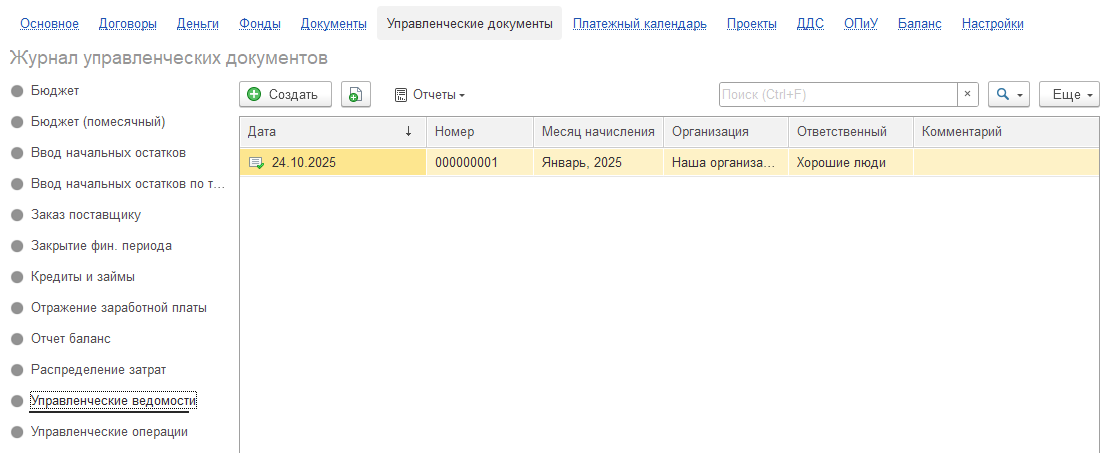 Основное Договоры Деньги Фонды Документы Управленческие документы Платежный календарь Проекты ДДС ОПиУ Баланс Настройки
Журнал управленческих документов
Бюджет
Бюджет (помесячный)
Ввод начальных остатков
Ввод начальных остатков по т...
Заказ поставщику
Закрытие фин. периода
Кредиты и займы
Отражение заработной платы
Отчет баланс
Распределение затрат
Управленческие ведомости
Управленческие операции
Создать Отчеты Поиск (Ctrl+F) × Еще
Дата ↓ Номер Месяц начисления Организация Ответственный Комментарий
24.10.2025 000000001 Январь, 2025 Наша организа... Хорошие люди